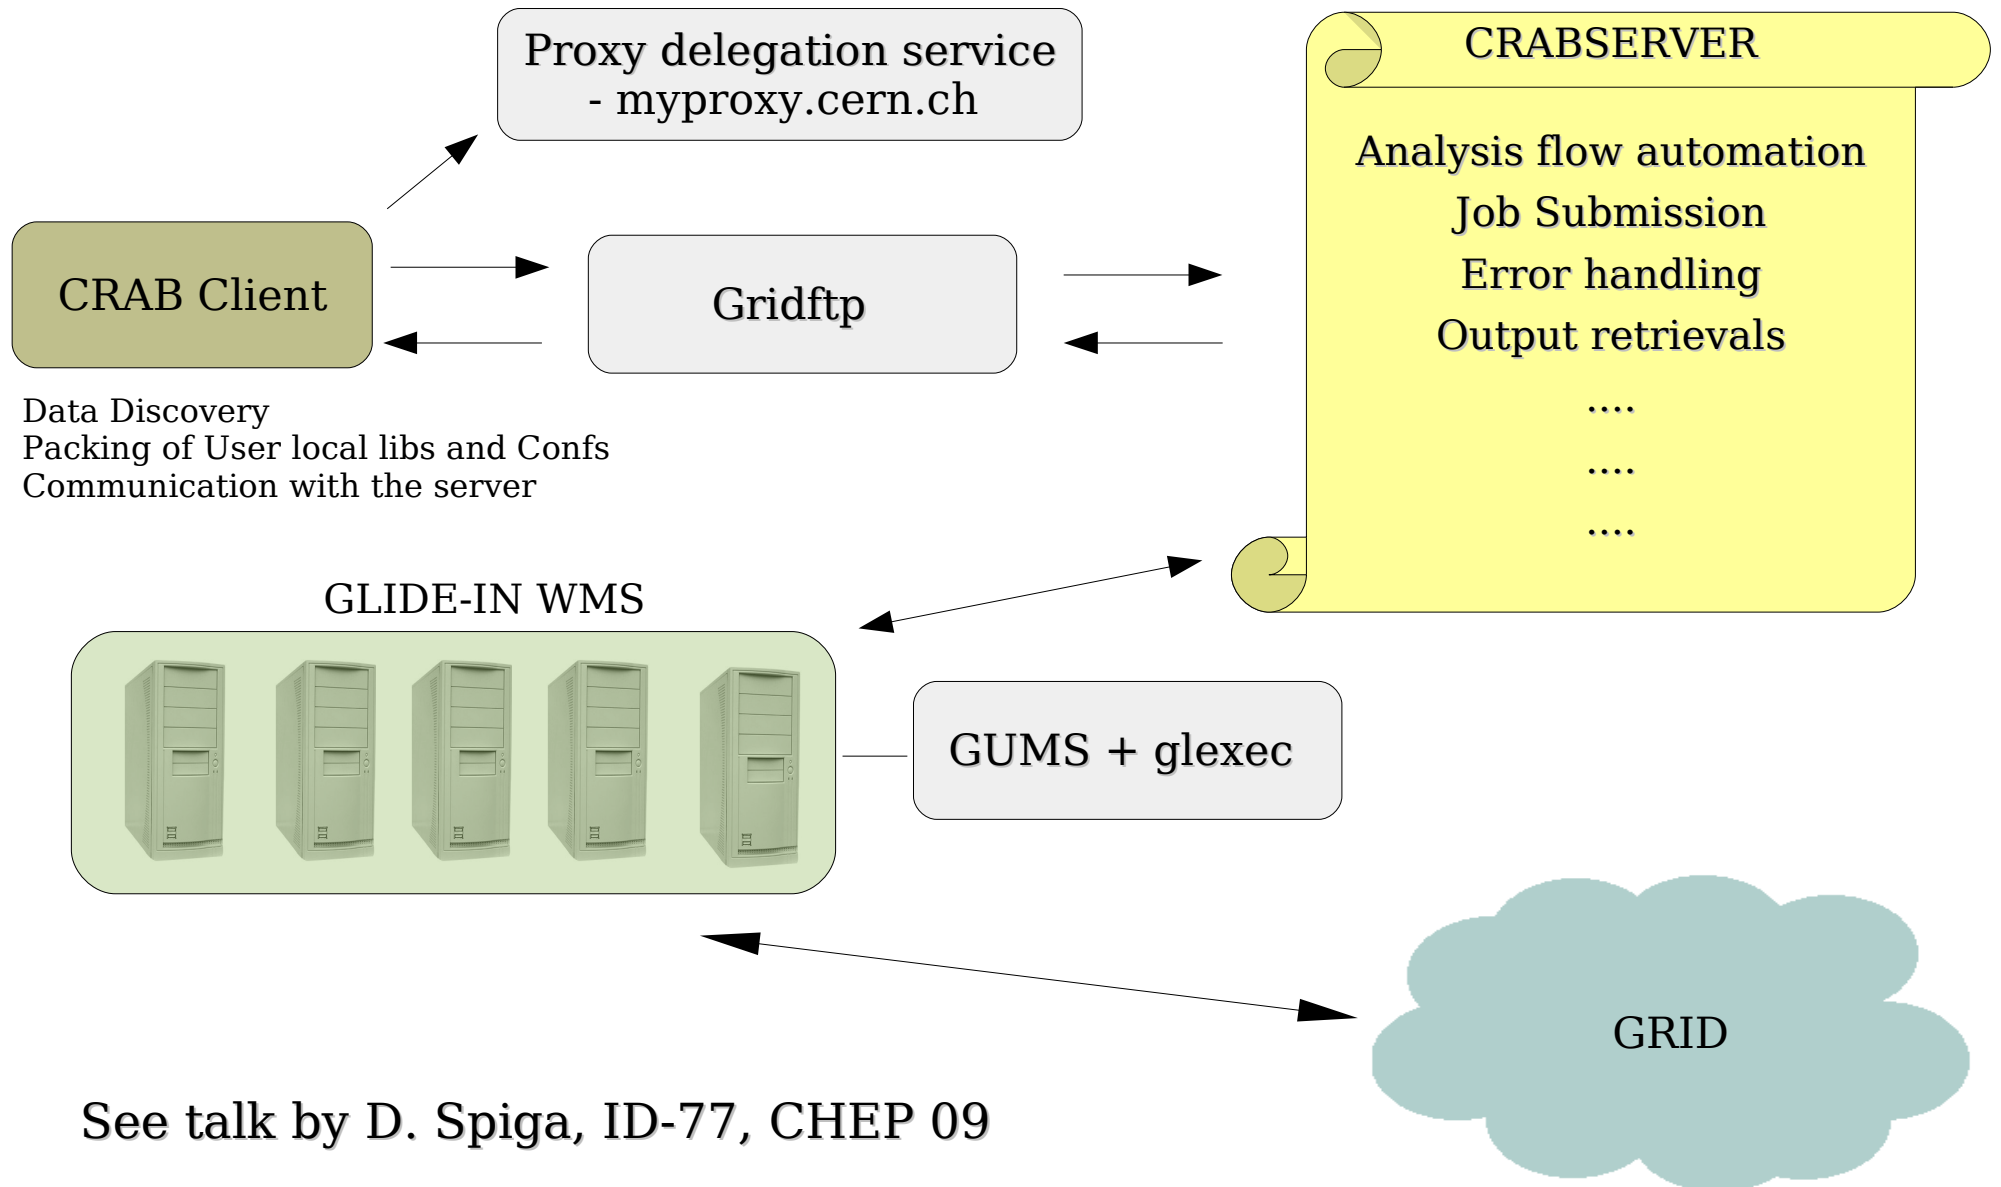 Proxy delegation service
- myproxy.cern.ch
CRABSERVER
Analysis flow automation
Job Submission
Error handling
Output retrievals
....
....
....
CRAB Client
Gridftp
Data Discovery
Packing of User local libs and Confs
Communication with the server
GLIDE-IN WMS
GUMS + glexec
GRID
See talk by D. Spiga, ID-77, CHEP 09